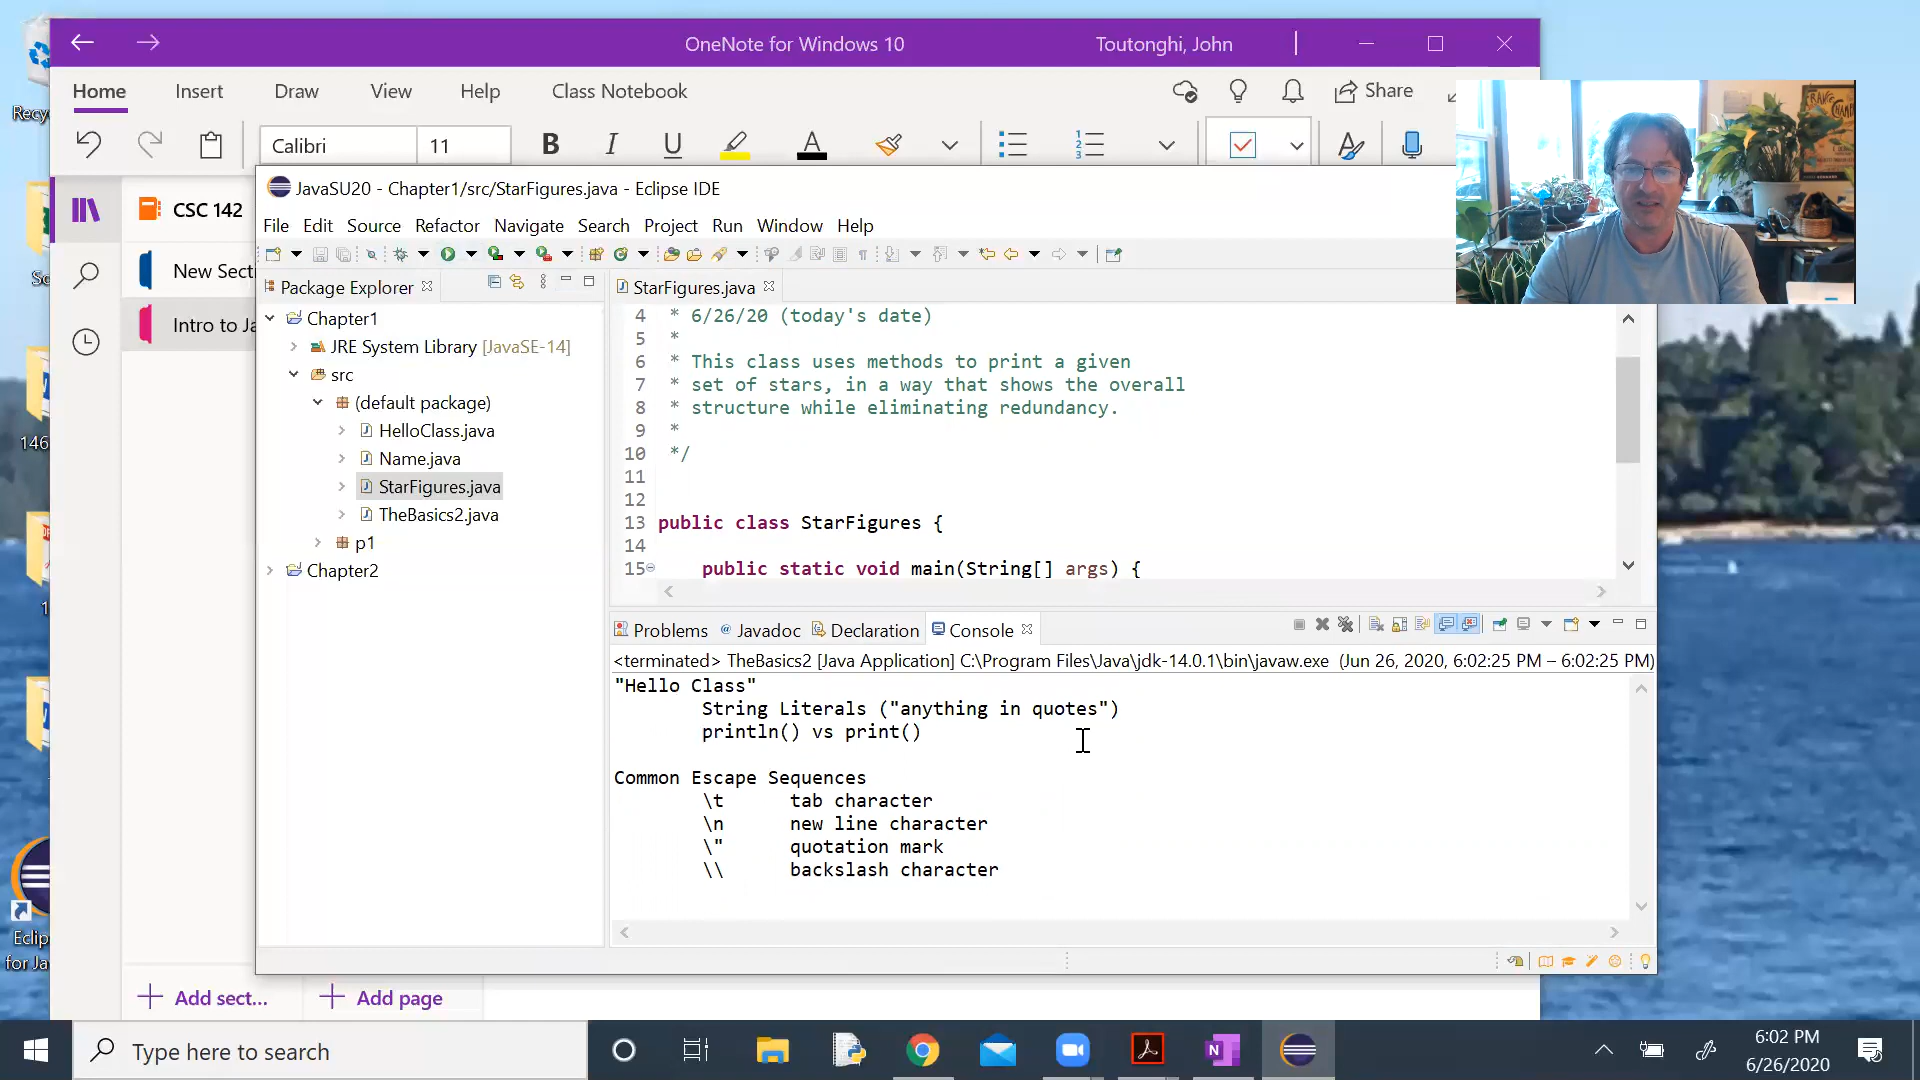 OneNote for Windows 10
Toutonghi, John
Home Insert Draw View Help Class Notebook
Share
Calibri 11 B I U A
JavaSU20 - Chapter1/src/StarFigures.java - Eclipse IDE
CSC 142
File Edit Source Refactor Navigate Search Project Run Window Help
New Sect
Intro to Ja
Package Explorer
Chapter1
JRE System Library [JavaSE-14]
src
(default package)
HelloClass.java
Name.java
StarFigures.java
TheBasics2.java
p1
Chapter2
StarFigures.java
4 * 6/26/20 (today's date)
5 *
6 * This class uses methods to print a given
7 * set of stars, in a way that shows the overall
8 * structure while eliminating redundancy.
9 *
10 */
11
12
13 public class StarFigures {
14
15 public static void main(String[] args) {
Problems @ Javadoc Declaration Console
<terminated> TheBasics2 [Java Application] C:\Program Files\Java\jdk-14.0.1\bin\javaw.exe (Jun 26, 2020, 6:02:25 PM – 6:02:25 PM)
"Hello Class"
String Literals ("anything in quotes")
println() vs print()
Common Escape Sequences
\t tab character
\n new line character
\" quotation mark
\\ backslash character
Add sect...
Add page
Recy
Sc
146
1
Eclip
for Ja
Type here to search
6:02 PM
6/26/2020